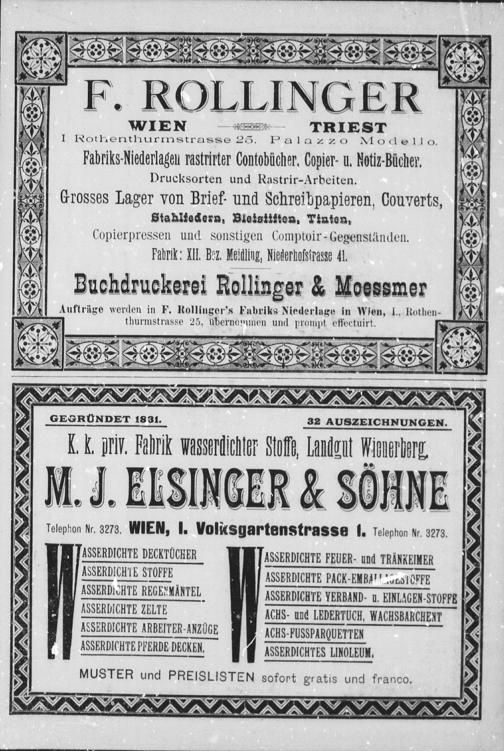 F. ROLLINGER
WIEN TRIEST
I Rothenthurmstrasse 25. Palazzo Modello.
Fabriks-Niederlagen rastrirter Contobücher, Copier- u. Notiz-Bücher,
Drucksorten und Rastrir-Arbeiten.
Grosses Lager von Brief- und Schreibpapieren, Couverts,
Stahlfedern, Bleistiften, Tinten,
Copierpressen und sonstigen Comptoir-Gegenständen.
Fabrik: XII. Bez. Meidling, Niederhofstrasse 41.
Buchdruckerei Rollinger & Moessmer
Aufträge werden in F. Rollinger's Fabriks Niederlage in Wien, I., Rothen-
thurmstrasse 25, übernommen und prompt effectuirt.
GEGRÜNDET 1831. 32 AUSZEICHNUNGEN.
K. k. priv. Fabrik wasserdichter Stoffe, Landgut Wienerberg.
M. J. ELSINGER & SÖHNE
Telephon Nr. 3273. WIEN, I. Volksgartenstrasse 1. Telephon Nr. 3273.
WASSERDICHTE DECKTÜCHER
WASSERDICHTE STOFFE
WASSERDICHTE REGENMÄNTEL
WASSERDICHTE ZELTE
WASSERDICHTE ARBEITER-ANZÜGE
WASSERDICHTE PFERDE DECKEN.
WASSERDICHTE FEUER- und TRÄNKEIMER
WASSERDICHTE PACK-EMBALLAGESTOFFE
WASSERDICHTE VERBAND- u. EINLAGEN-STOFFE
WACHS- und LEDERTUCH, WACHSBARCHENT
WACHS-FUSSPARQUETTEN
WASSERDICHTES LINOLEUM.
MUSTER und PREISLISTEN sofort gratis und franco.